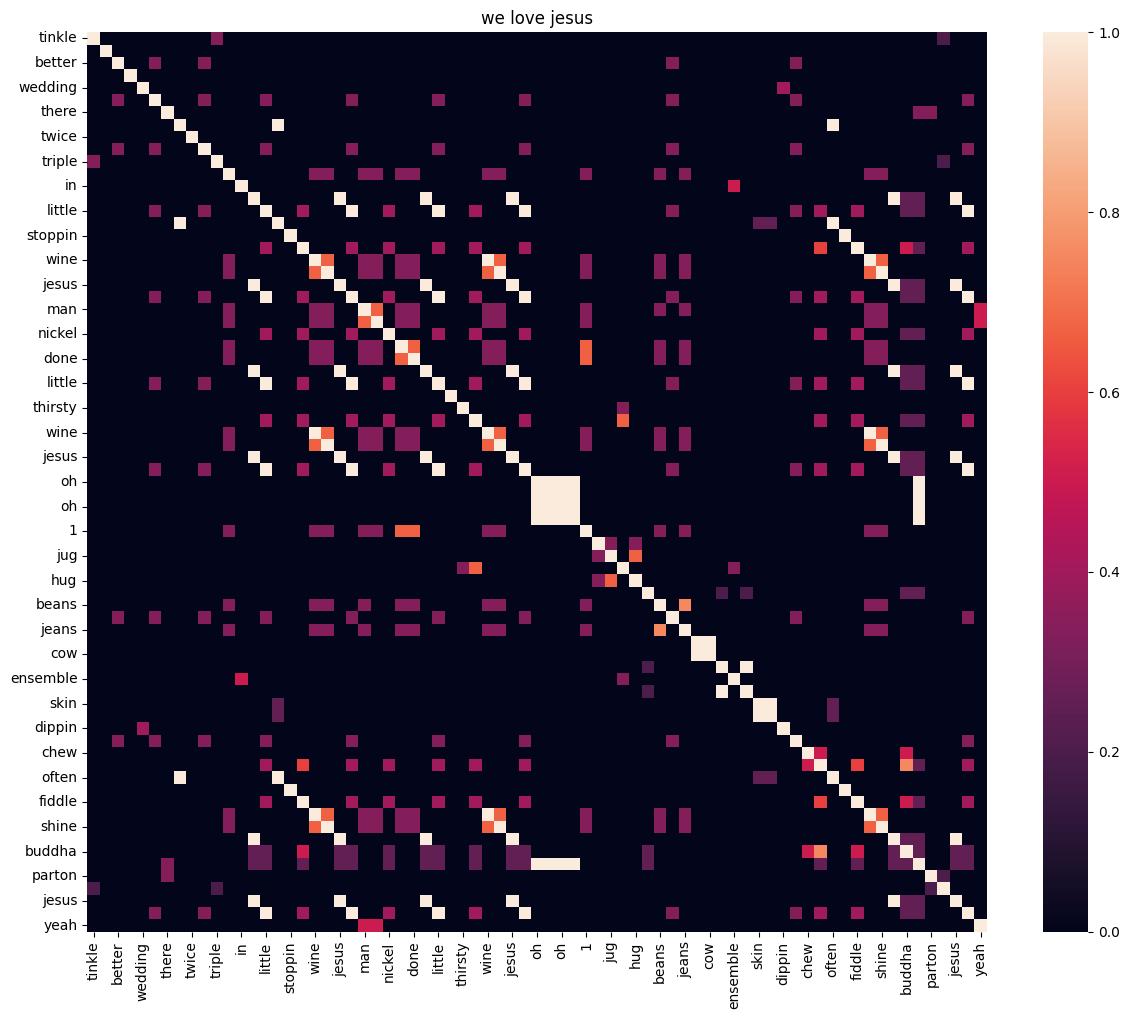 we love jesus
tinkle
better
wedding
there
twice
triple
in
little
stoppin
wine
jesus
man
nickel
done
little
thirsty
wine
jesus
oh
oh
1
jug
hug
beans
jeans
cow
ensemble
skin
dippin
chew
often
fiddle
shine
buddha
parton
jesus
yeah
1.0
0.8
0.6
0.4
0.2
0.0
tinkle better wedding there twice triple in little stoppin wine jesus man nickel done little thirsty wine jesus oh oh 1 jug hug beans jeans cow ensemble skin dippin chew often fiddle shine buddha parton jesus yeah